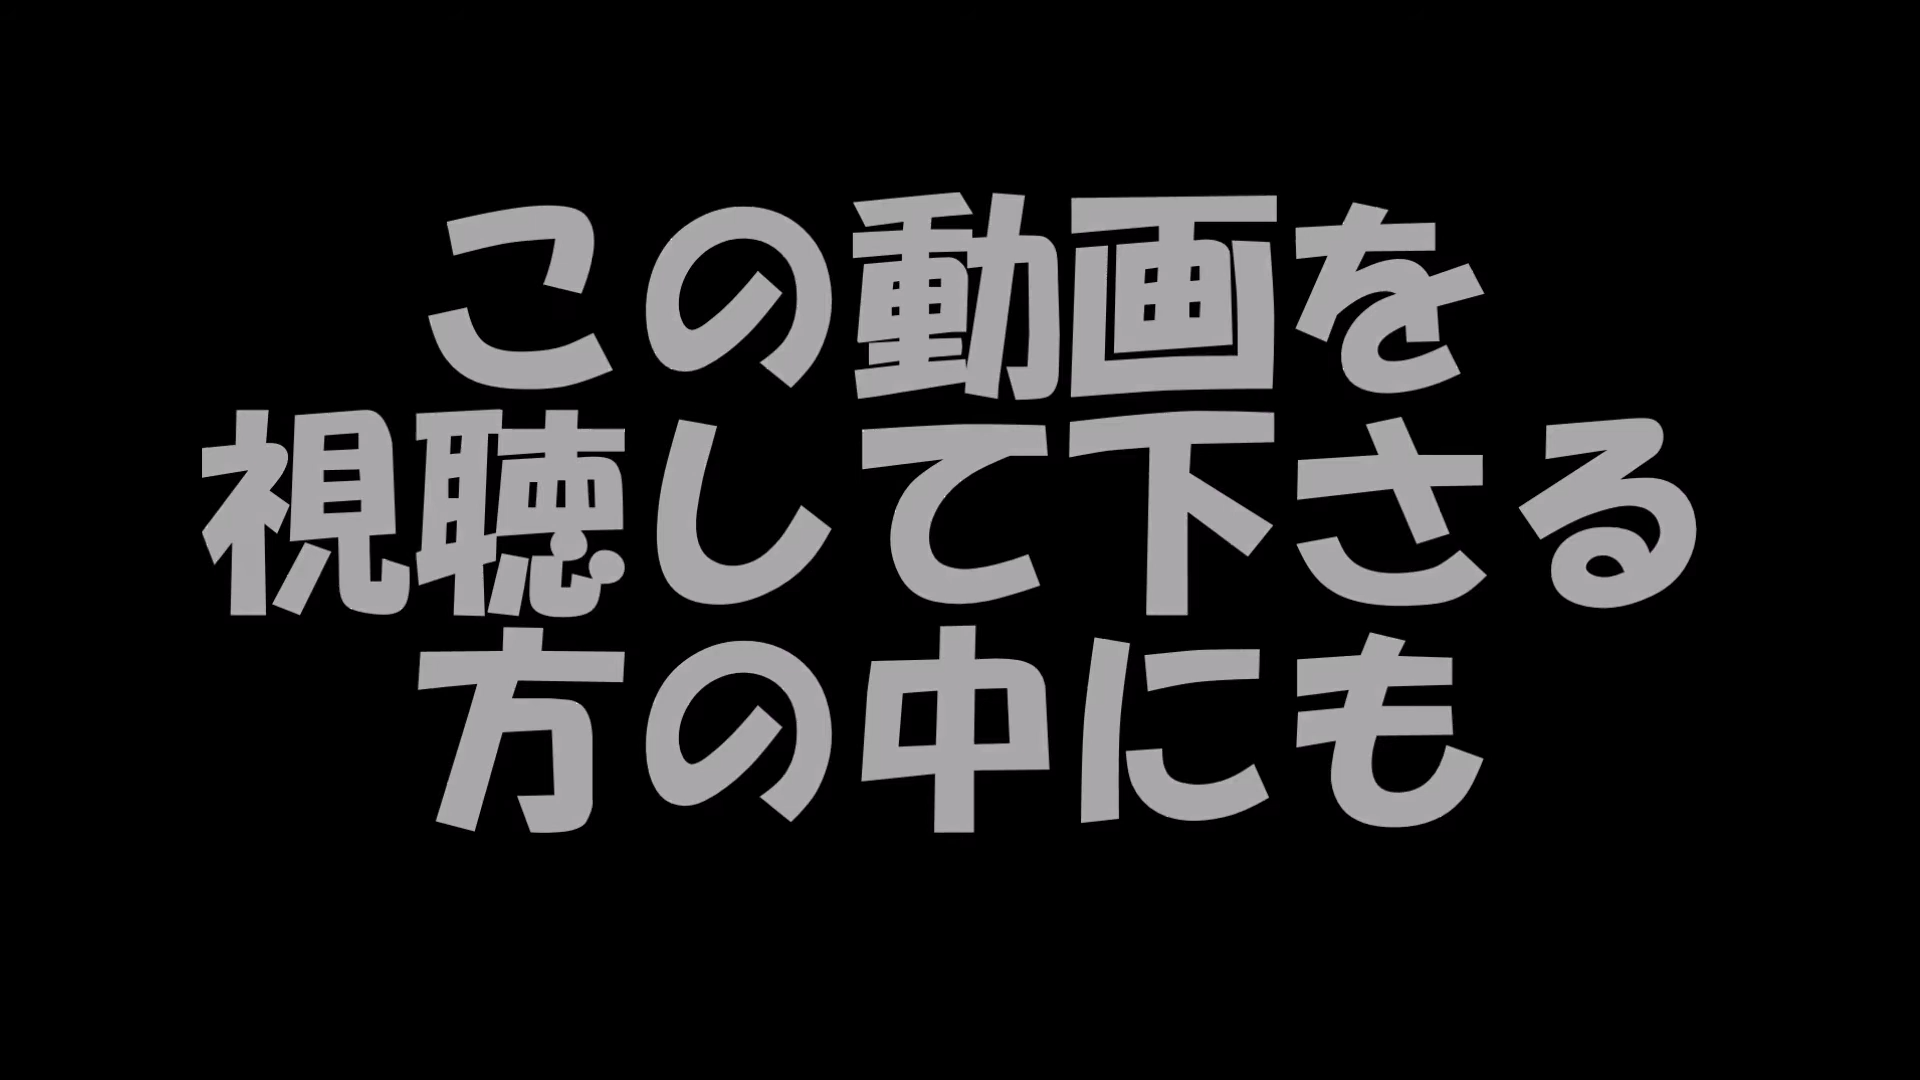 この動画を
視聴して下さる
方の中にも